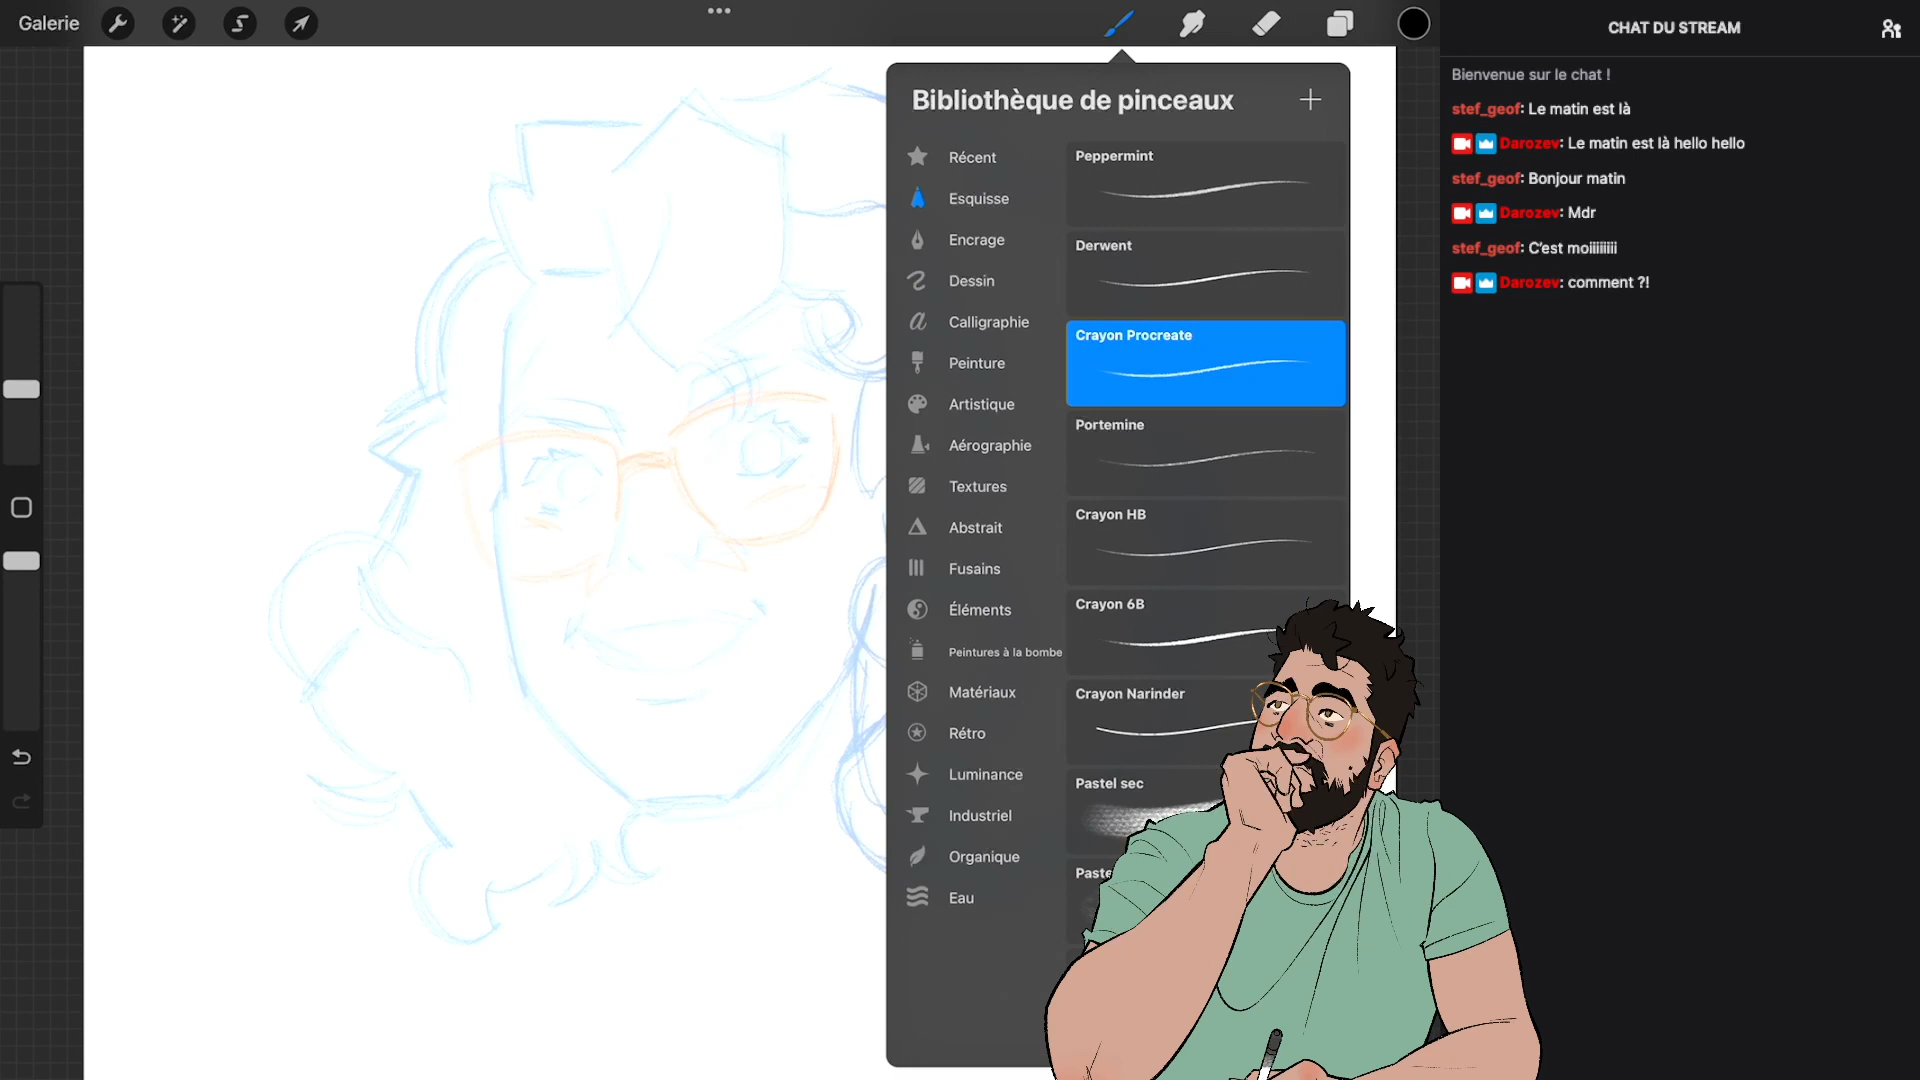 Galerie
Bibliothèque de pinceaux
Récent
Esquisse
Encrage
Dessin
Calligraphie
Peinture
Artistique
Aérographie
Textures
Abstrait
Fusains
Éléments
Peintures à la bombe
Matériaux
Rétro
Luminance
Industriel
Organique
Eau
Peppermint
Derwent
Crayon Procreate
Portemine
Crayon HB
Crayon 6B
Crayon Narinder
Pastel sec
Paste
CHAT DU STREAM
Bienvenue sur le chat !
stef_geof: Le matin est là
Darozev: Le matin est là hello hello
stef_geof: Bonjour matin
Darozev: Mdr
stef_geof: C'est moiiiiiiiii
Darozev: comment ?!